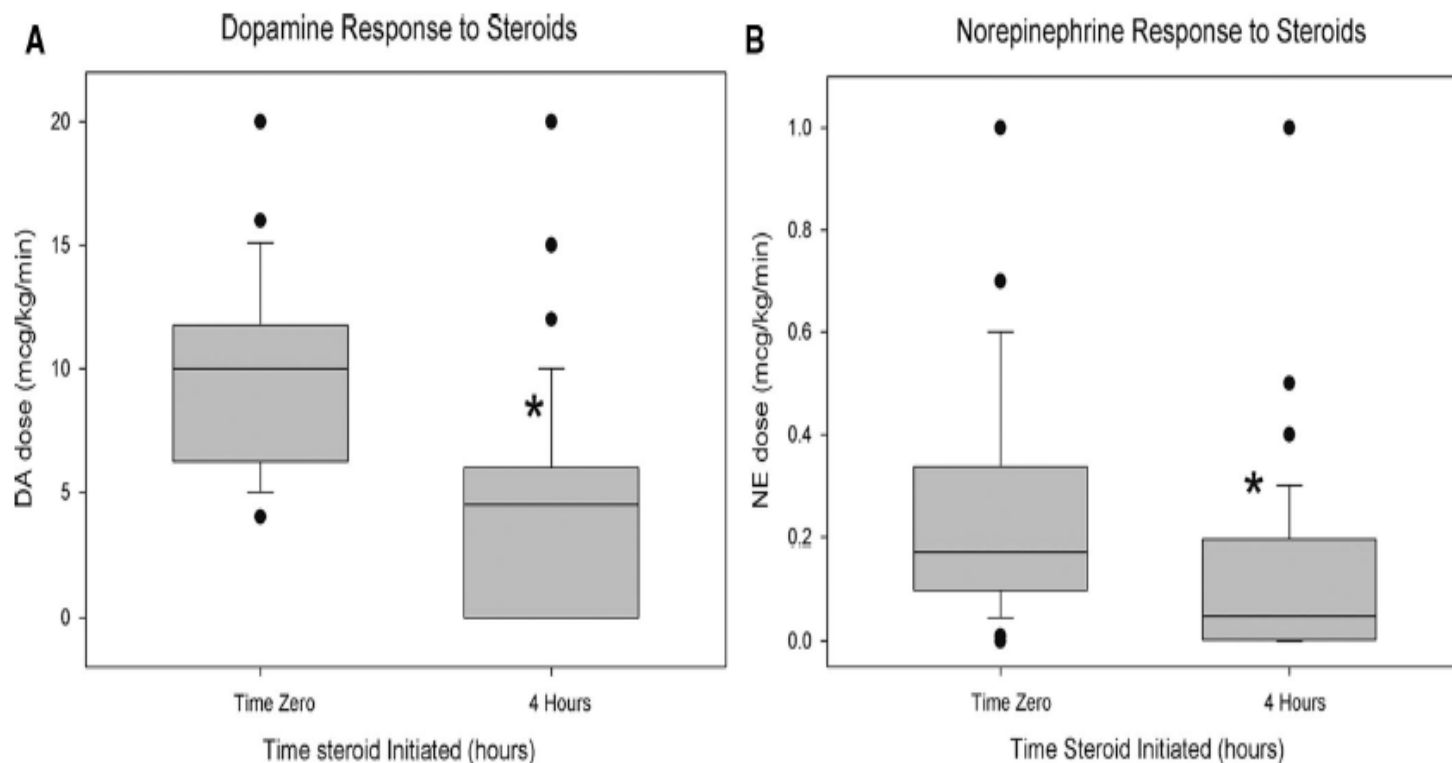 A
Dopamine Response to Steroids
DA dose (mcg/kg/min)
20
15
10
5
0
*
Time Zero
4 Hours
Time steroid Initiated (hours)
B
Norepinephrine Response to Steroids
NE dose (mcg/kg/min)
1.0
0.8
0.6
0.4
0.2
0.0
*
Time Zero
4 Hours
Time Steroid Initiated (hours)